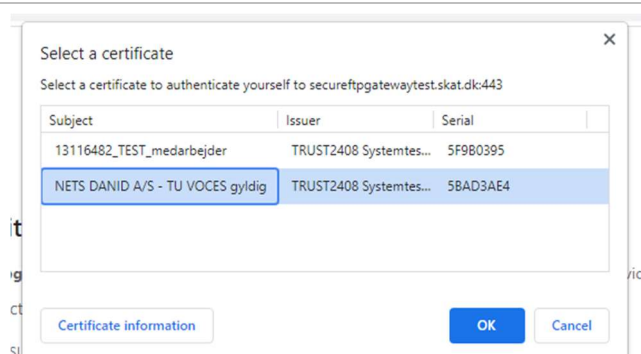 Select a certificate
Select a certificate to authenticate yourself to secureftpgatewaytest.skat.dk:443
Subject Issuer Serial
13116482_TEST_medarbejder TRUST2408 Systemtes... 5F9B0395
NETS DANID A/S - TU VOCES gyldig TRUST2408 Systemtes... 5BAD3AE4
it
Certificate information OK Cancel